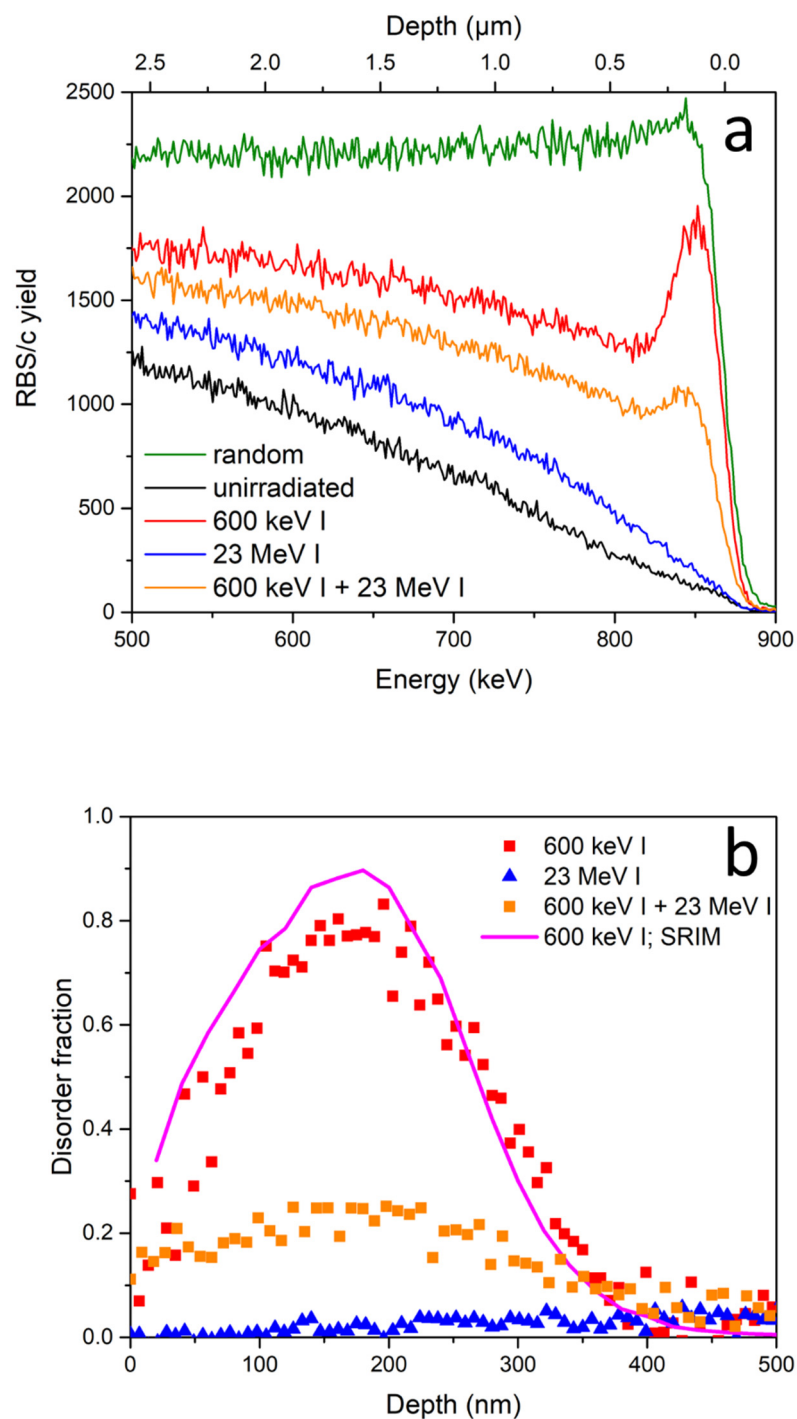 Depth (µm)
2.5 2.0 1.5 1.0 0.5 0.0
2500
a
2000
1500
1000
500
0
RBS/c yield
random
unirradiated
600 keV I
23 MeV I
600 keV I + 23 MeV I
500 600 700 800 900
Energy (keV)
1.0
b
0.8
0.6
0.4
0.2
0.0
Disorder fraction
600 keV I
23 MeV I
600 keV I + 23 MeV I
600 keV I; SRIM
0 100 200 300 400 500
Depth (nm)